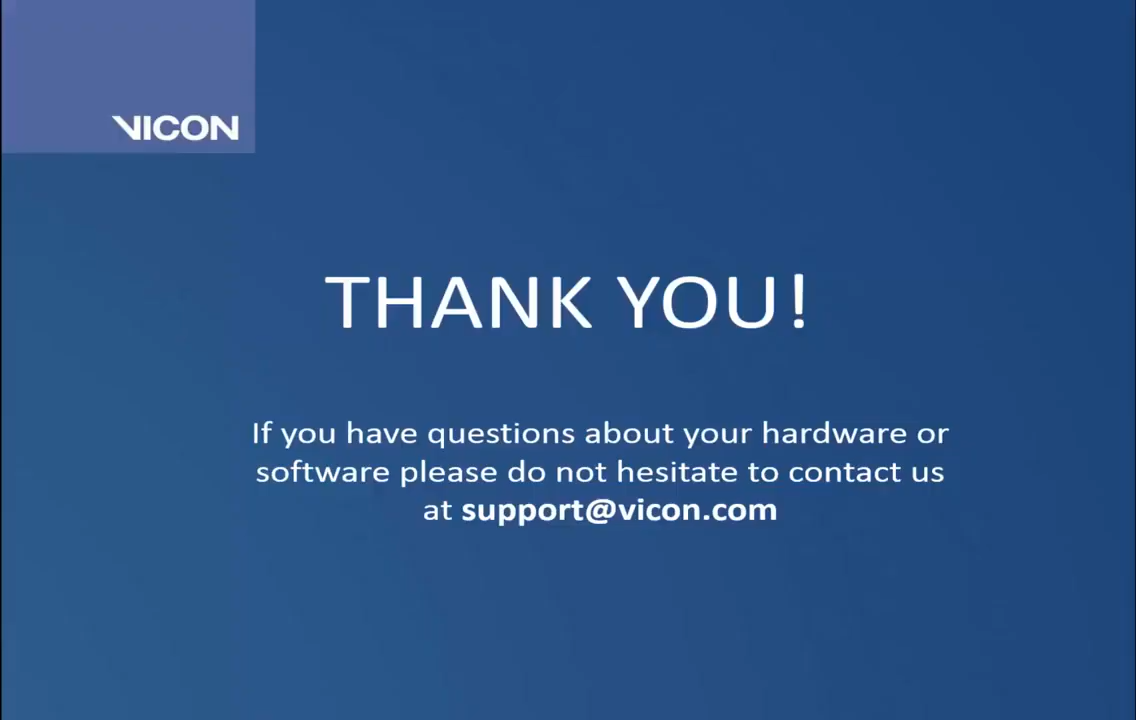 VICON
THANK YOU!
If you have questions about your hardware or
software please do not hesitate to contact us
at support@vicon.com